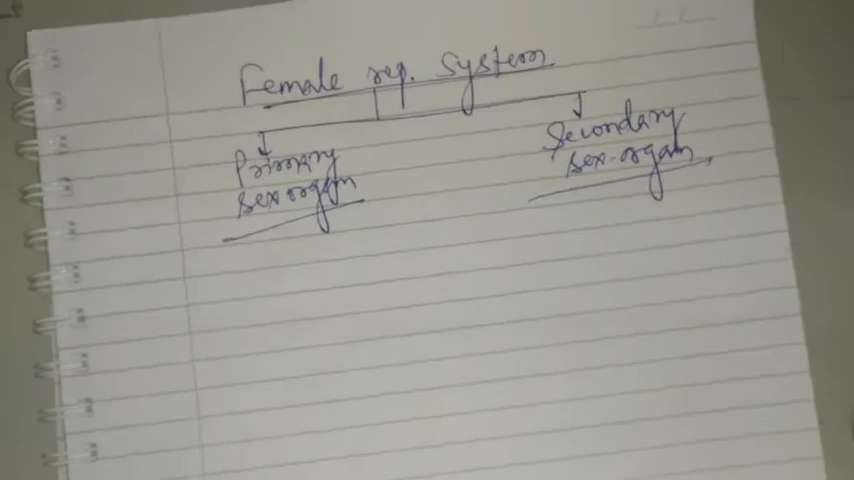 Female rep. System
Primary
sex organ
Secondary
sex-organ